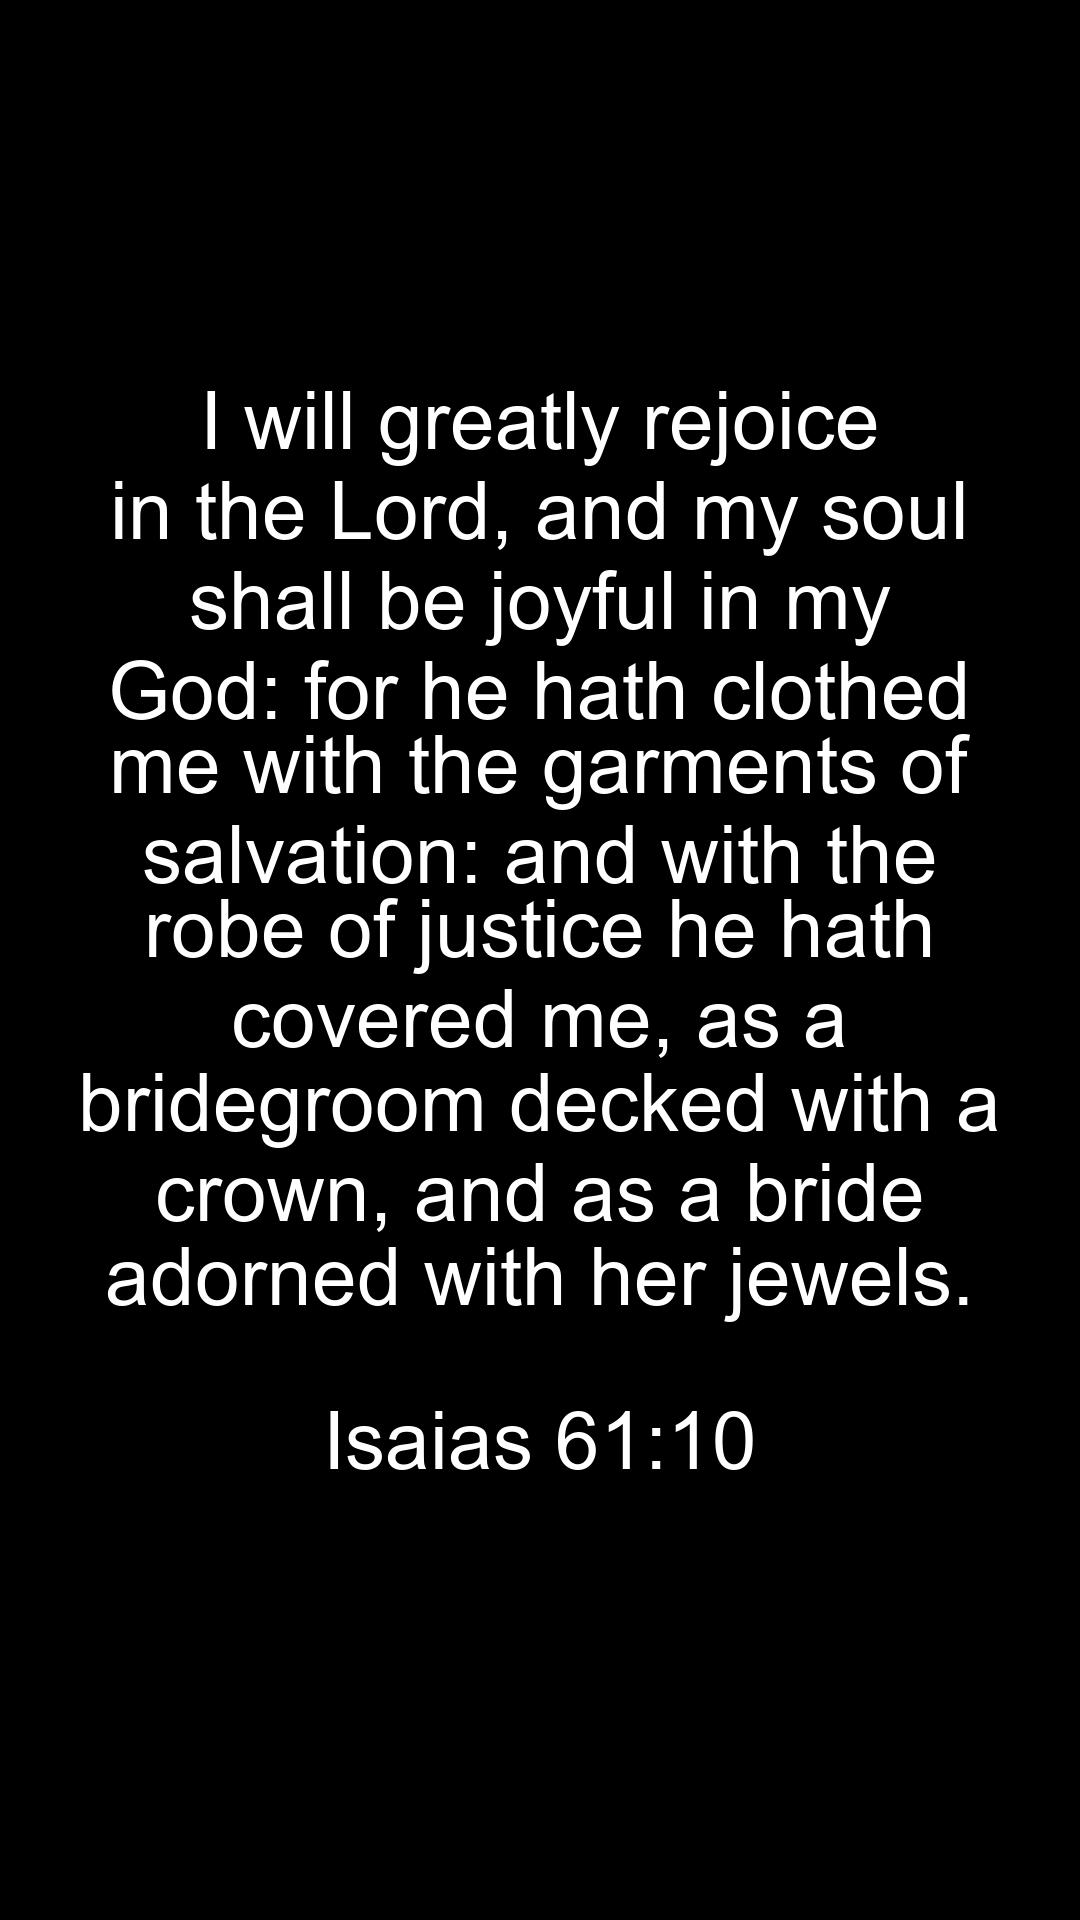 I will greatly rejoice
in the Lord, and my soul
shall be joyful in my
God: for he hath clothed
me with the garments of
salvation: and with the
robe of justice he hath
covered me, as a
bridegroom decked with a
crown, and as a bride
adorned with her jewels.
Isaias 61:10